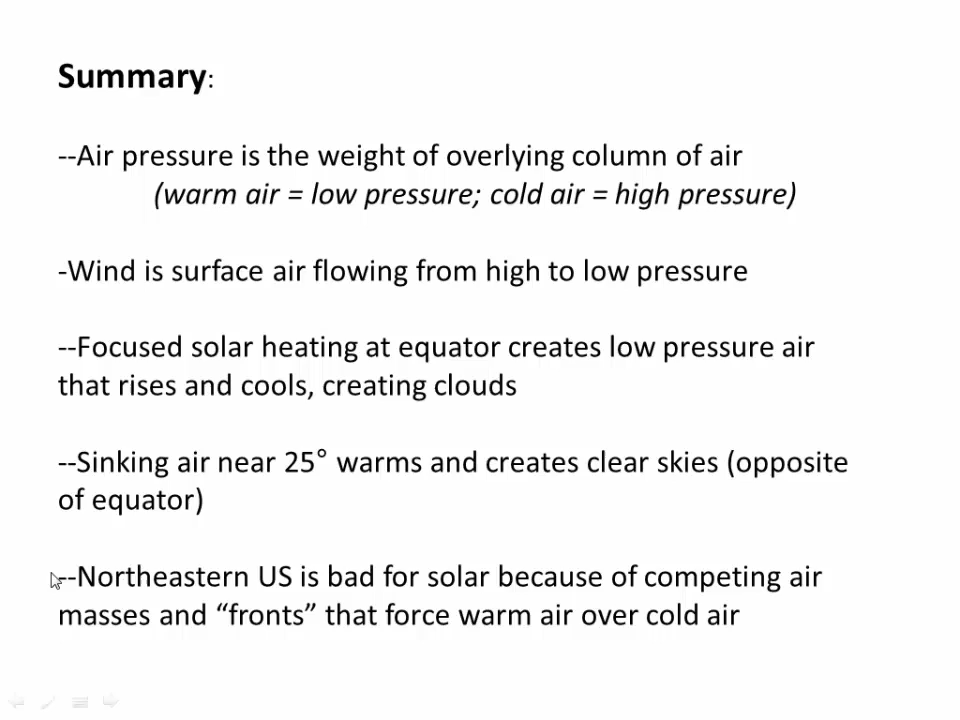 Summary:
--Air pressure is the weight of overlying column of air
(warm air = low pressure; cold air = high pressure)
-Wind is surface air flowing from high to low pressure
--Focused solar heating at equator creates low pressure air
that rises and cools, creating clouds
--Sinking air near 25° warms and creates clear skies (opposite
of equator)
--Northeastern US is bad for solar because of competing air
masses and “fronts” that force warm air over cold air